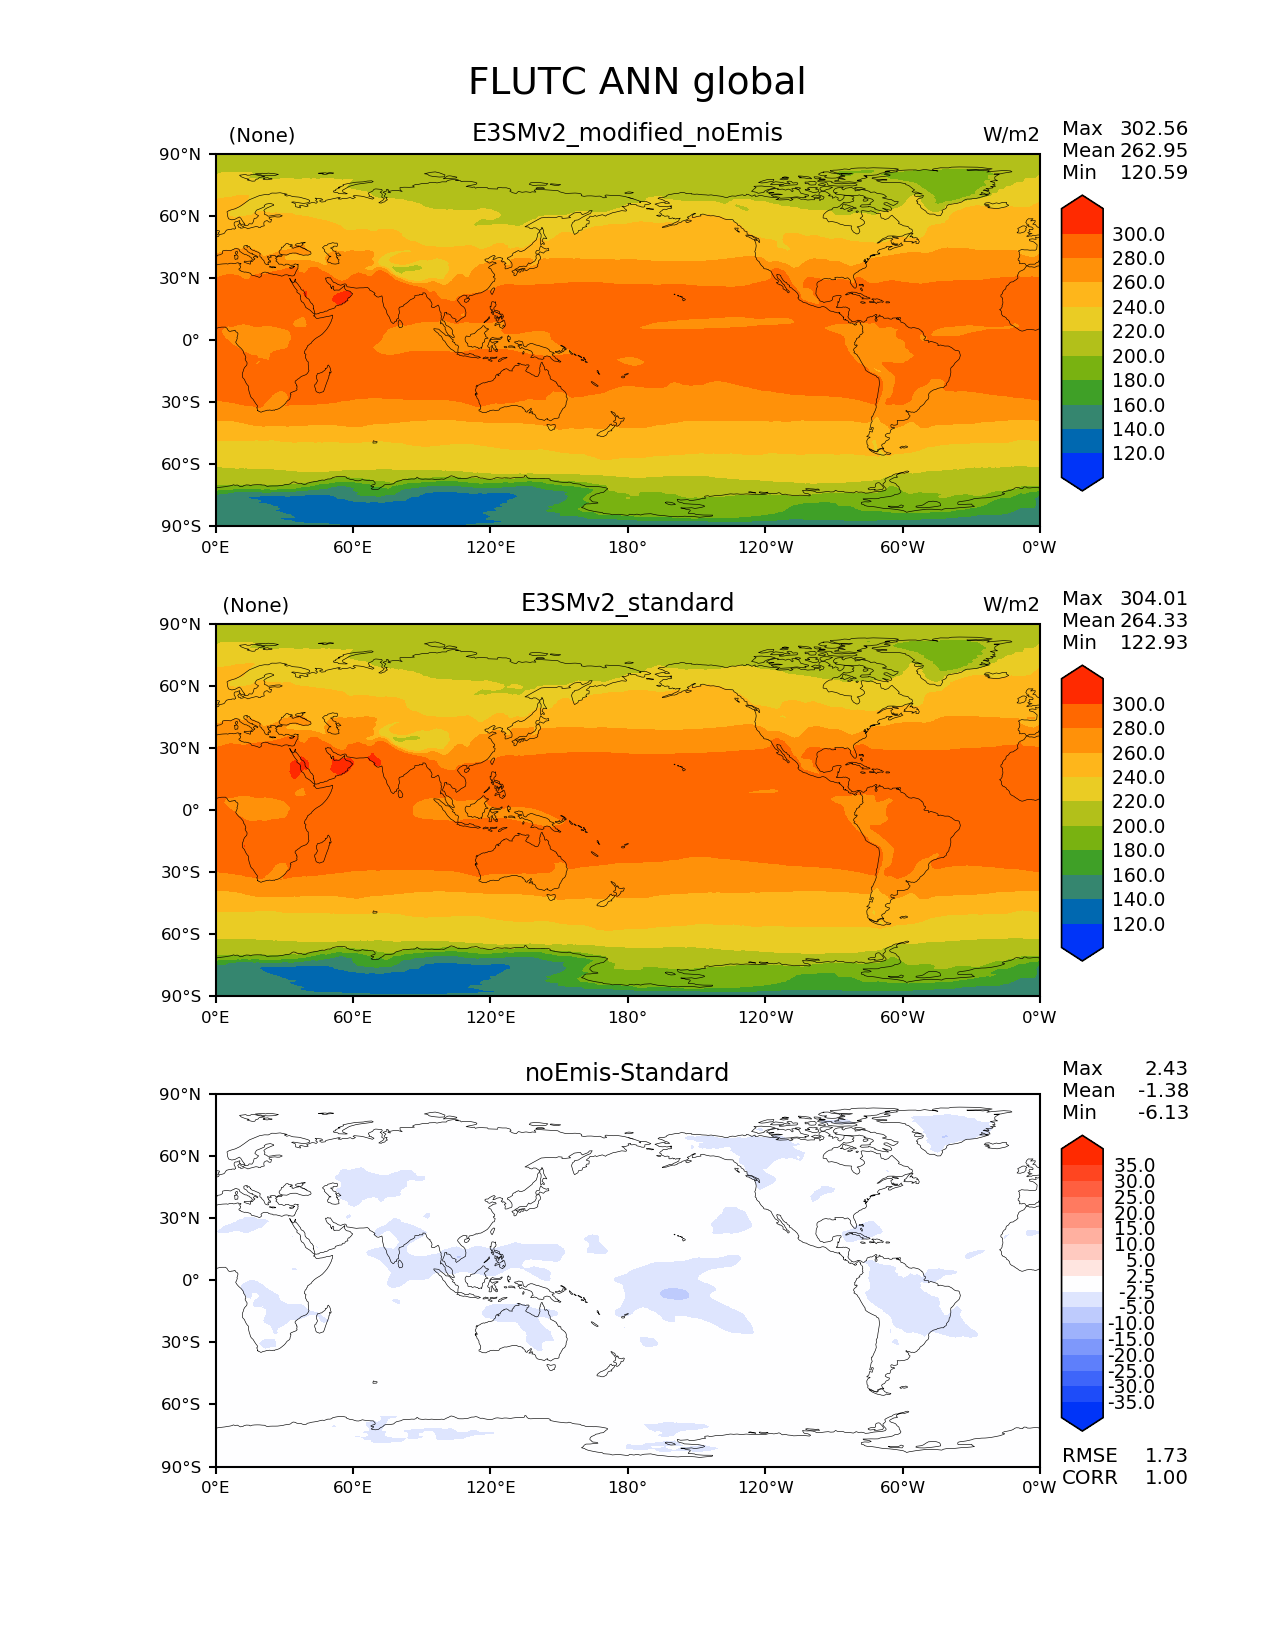 FLUTC ANN global
(None) E3SMv2_modified_noEmis W/m2
Max 302.56
Mean 262.95
Min 120.59
90°N
60°N
30°N
0°
30°S
60°S
90°S
0°E 60°E 120°E 180° 120°W 60°W 0°W
300.0
280.0
260.0
240.0
220.0
200.0
180.0
160.0
140.0
120.0
(None) E3SMv2_standard W/m2
Max 304.01
Mean 264.33
Min 122.93
90°N
60°N
30°N
0°
30°S
60°S
90°S
0°E 60°E 120°E 180° 120°W 60°W 0°W
300.0
280.0
260.0
240.0
220.0
200.0
180.0
160.0
140.0
120.0
noEmis-Standard
Max 2.43
Mean -1.38
Min -6.13
90°N
60°N
30°N
0°
30°S
60°S
90°S
0°E 60°E 120°E 180° 120°W 60°W 0°W
35.0
30.0
25.0
20.0
15.0
10.0
5.0
2.5
-2.5
-5.0
-10.0
-15.0
-20.0
-25.0
-30.0
-35.0
RMSE 1.73
CORR 1.00